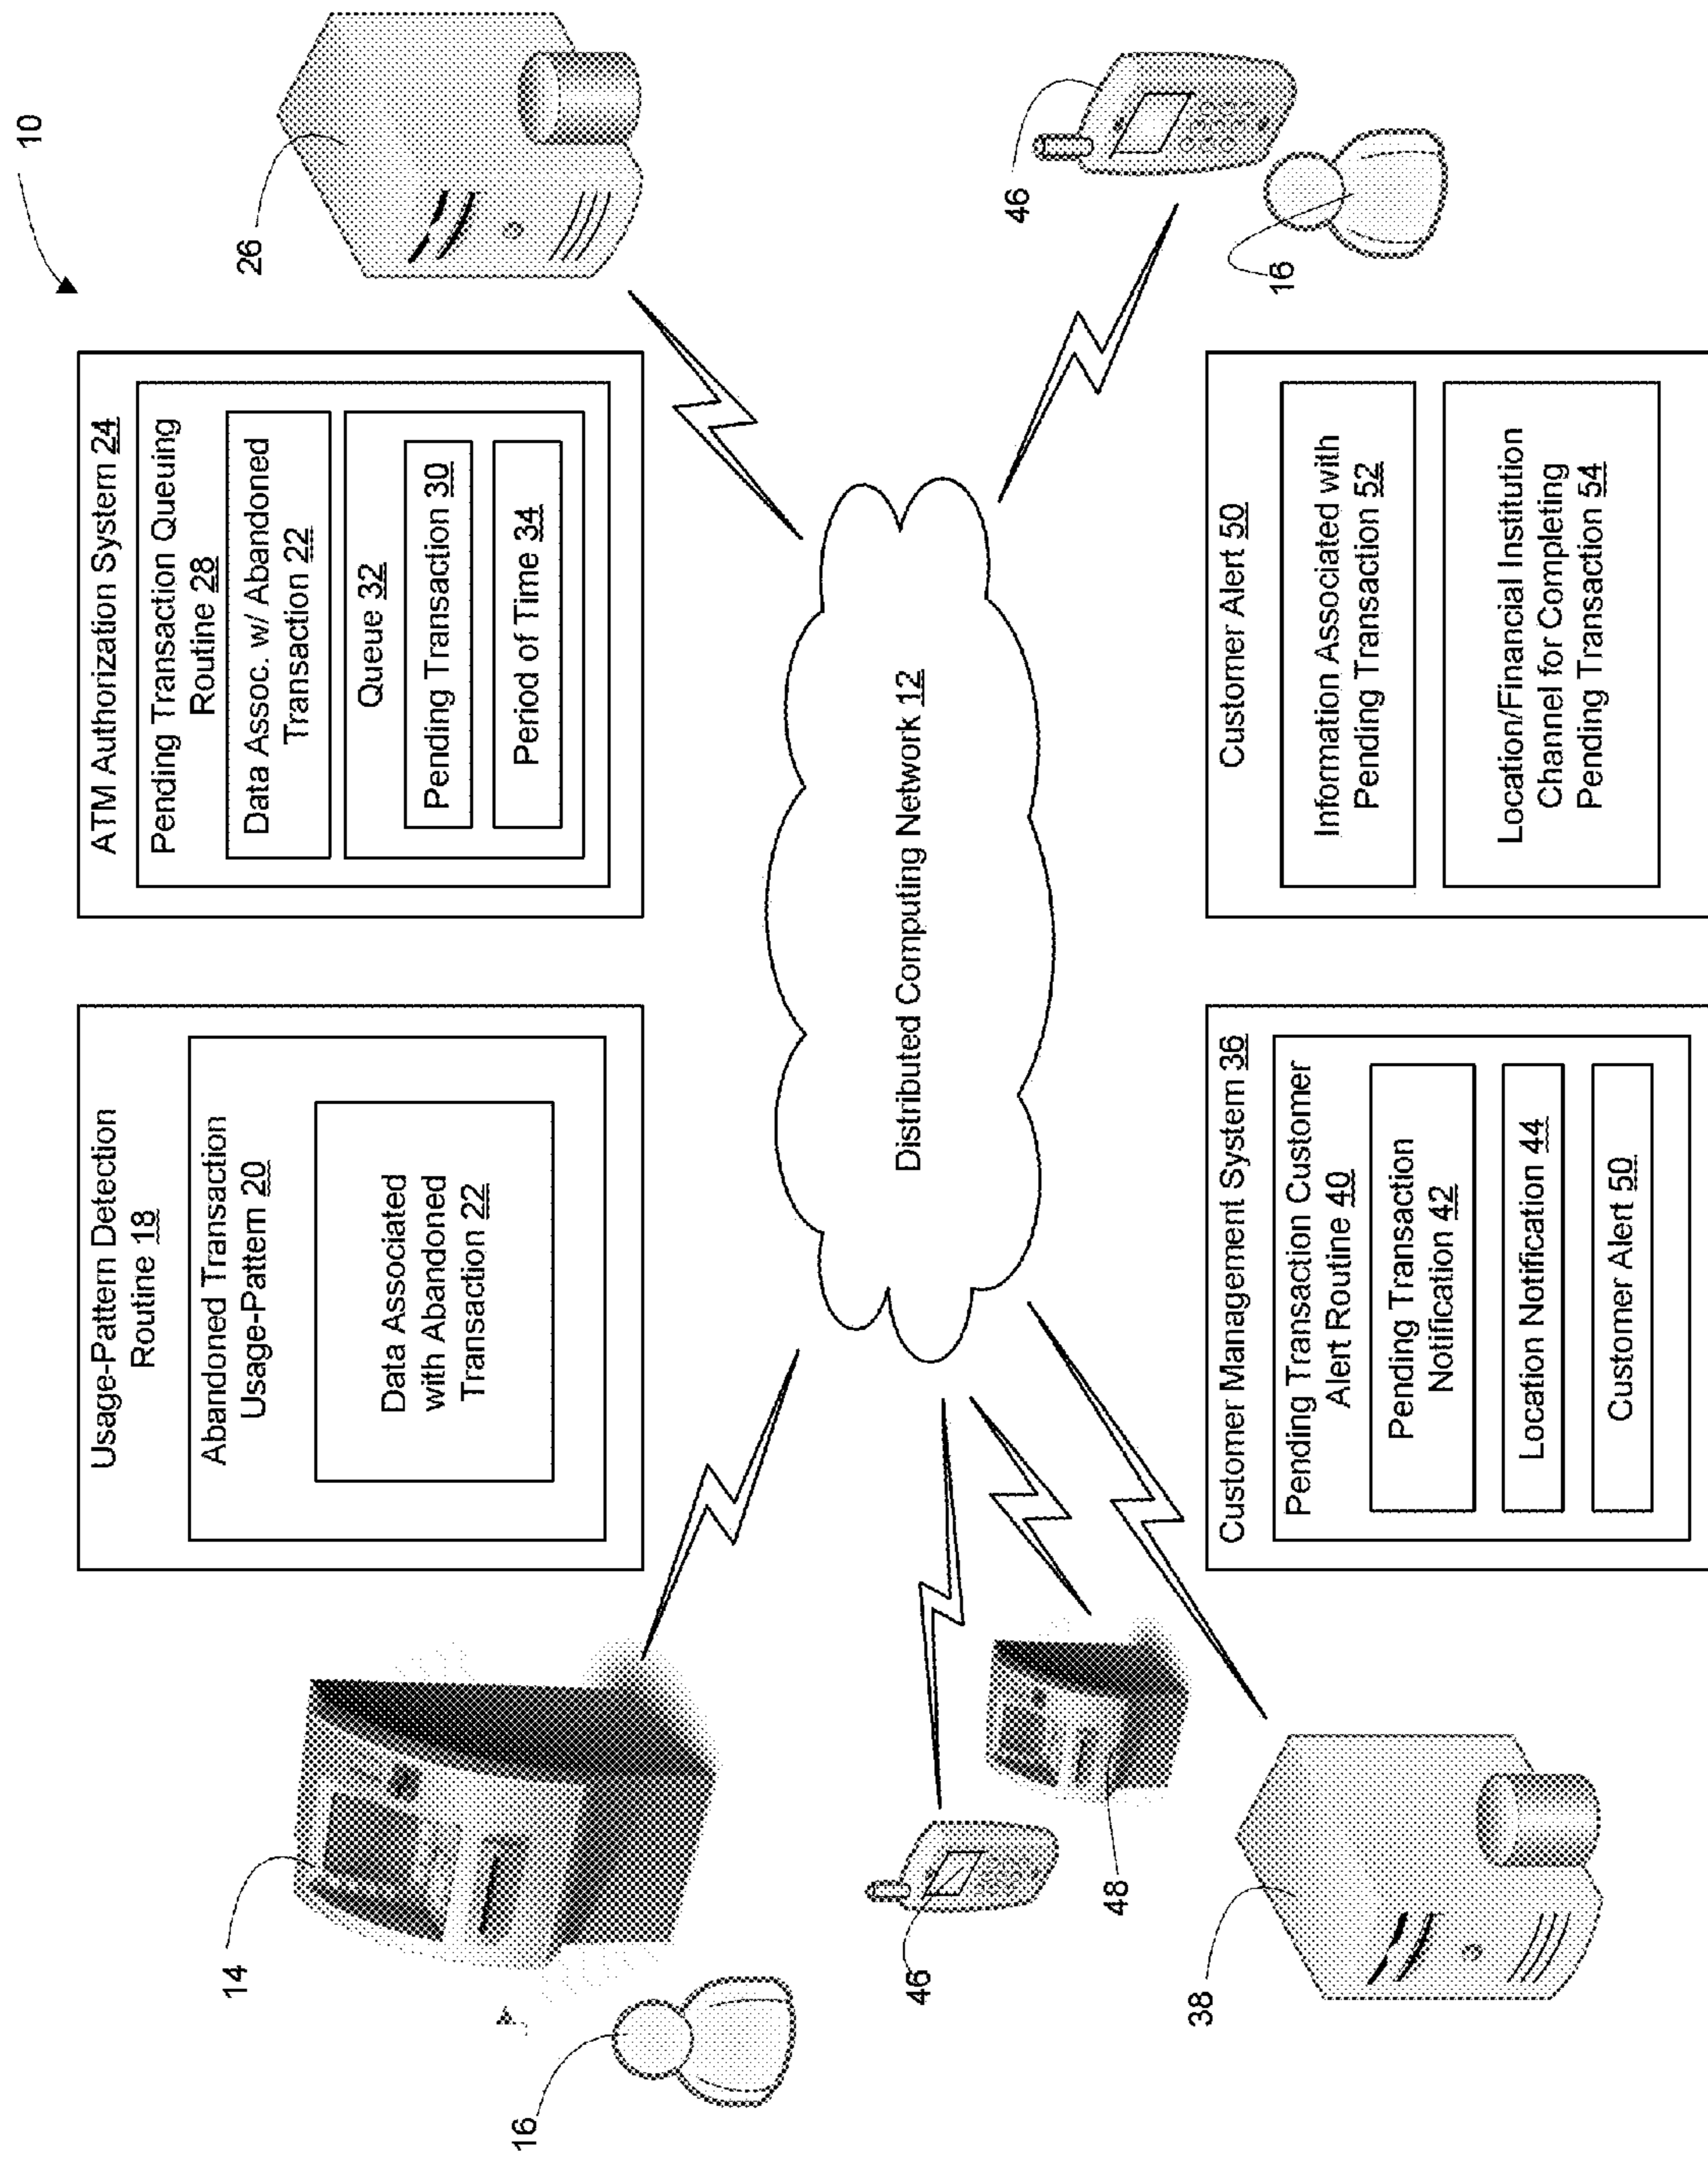 10
14
16
Usage-Pattern Detection
Routine 18
Abandoned Transaction
Usage-Pattern 20
Data Associated
with Abandoned
Transaction 22
ATM Authorization System 24
Pending Transaction Queuing
Routine 28
Data Assoc. w/ Abandoned
Transaction 22
Queue 32
Pending Transaction 30
Period of Time 34
26
Distributed Computing Network 12
46
48
38
Customer Management System 36
Pending Transaction Customer
Alert Routine 40
Pending Transaction
Notification 42
Location Notification 44
Customer Alert 50
Customer Alert 50
Information Associated with
Pending Transaction 52
Location/Financial Institution
Channel for Completing
Pending Transaction 54
46
16